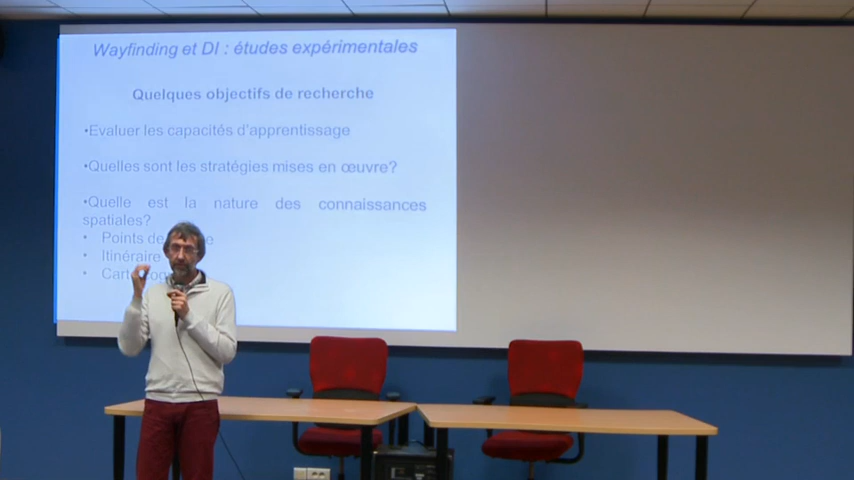 Wayfinding et DI : études expérimentales
Quelques objectifs de recherche
•Evaluer les capacités d'apprentissage
•Quelles sont les stratégies mises en œuvre?
•Quelle est la nature des connaissances
spatiales?
• Points de
• Itinéraire
•